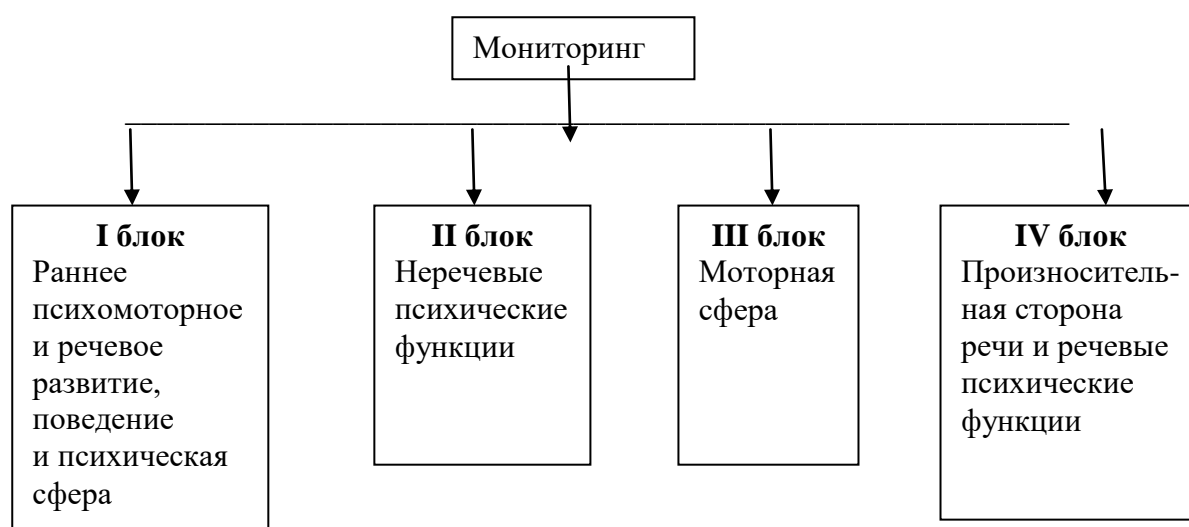 Мониторинг
I блок
Раннее
психомоторное
и речевое
развитие,
поведение
и психическая
сфера
II блок
Неречевые
психические
функции
III блок
Моторная
сфера
IV блок
Произноситель-
ная сторона
речи и речевые
психические
функции